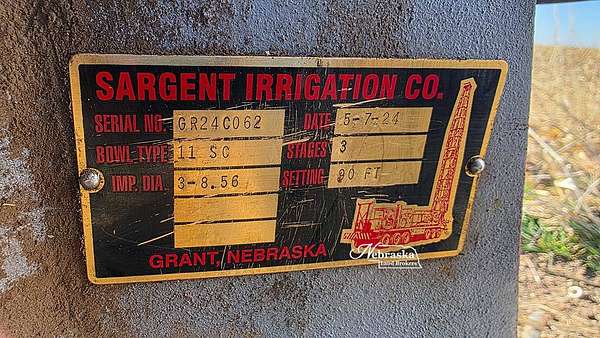 SARGENT IRRIGATION CO.
SERIAL NO. GR24C062 DATE 5-7-24
BOWL TYPE 11 SC STAGES 3
IMP. DIA. 3-8.56 SETTING 90 FT
GRANT, NEBRASKA
Nebraska
Land Brokers